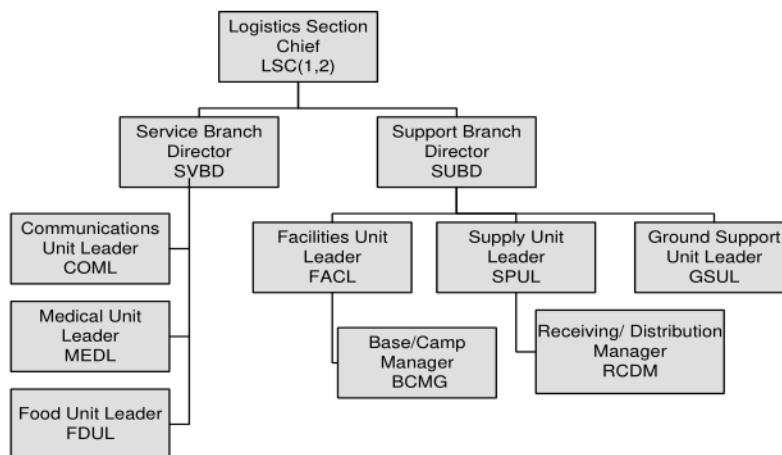 Logistics Section
Chief
LSC(1,2)
Service Branch
Director
SVBD
Support Branch
Director
SUBD
Communications
Unit Leader
COML
Medical Unit
Leader
MEDL
Food Unit Leader
FDUL
Facilities Unit
Leader
FACL
Base/Camp
Manager
BCMG
Supply Unit
Leader
SPUL
Receiving/ Distribution
Manager
RCDM
Ground Support
Unit Leader
GSUL